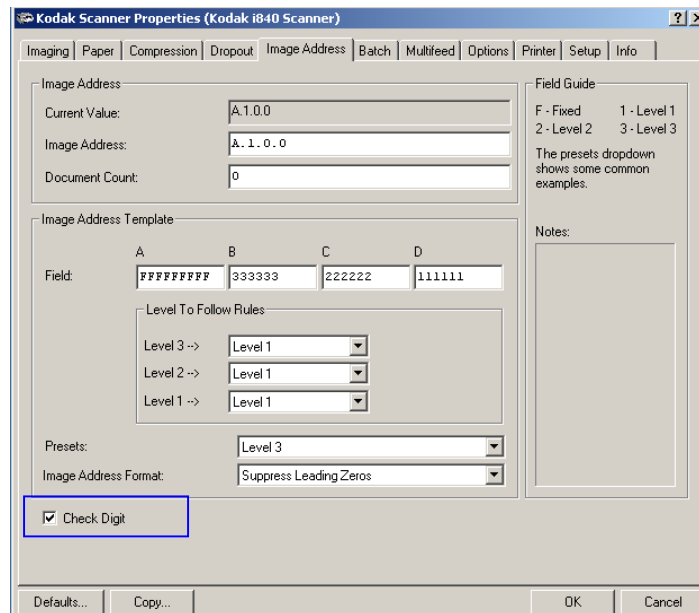 Kodak Scanner Properties (Kodak i840 Scanner)
Imaging Paper Compression Dropout Image Address Batch Multifeed Options Printer Setup Info
Image Address
Current Value: A.1.0.0
Image Address: A.1.0.0
Document Count: 0
Image Address Template
A B C D
Field: FFFFFFFFF 333333 222222 111111
Level To Follow Rules
Level 3 --> Level 1
Level 2 --> Level 1
Level 1 --> Level 1
Presets: Level 3
Image Address Format: Suppress Leading Zeros
Check Digit
Field Guide
F - Fixed 1 - Level 1
2 - Level 2 3 - Level 3
The presets dropdown
shows some common
examples.
Notes:
Defaults... Copy... OK Cancel